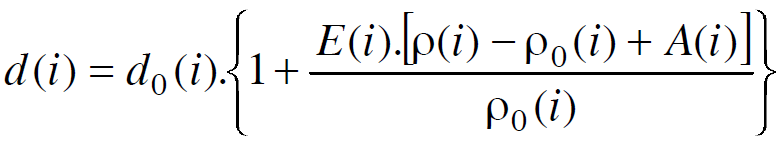 d(i) = d₀(i).{1 + E(i).[ρ(i) − ρ₀(i) + A(i)] / ρ₀(i)}